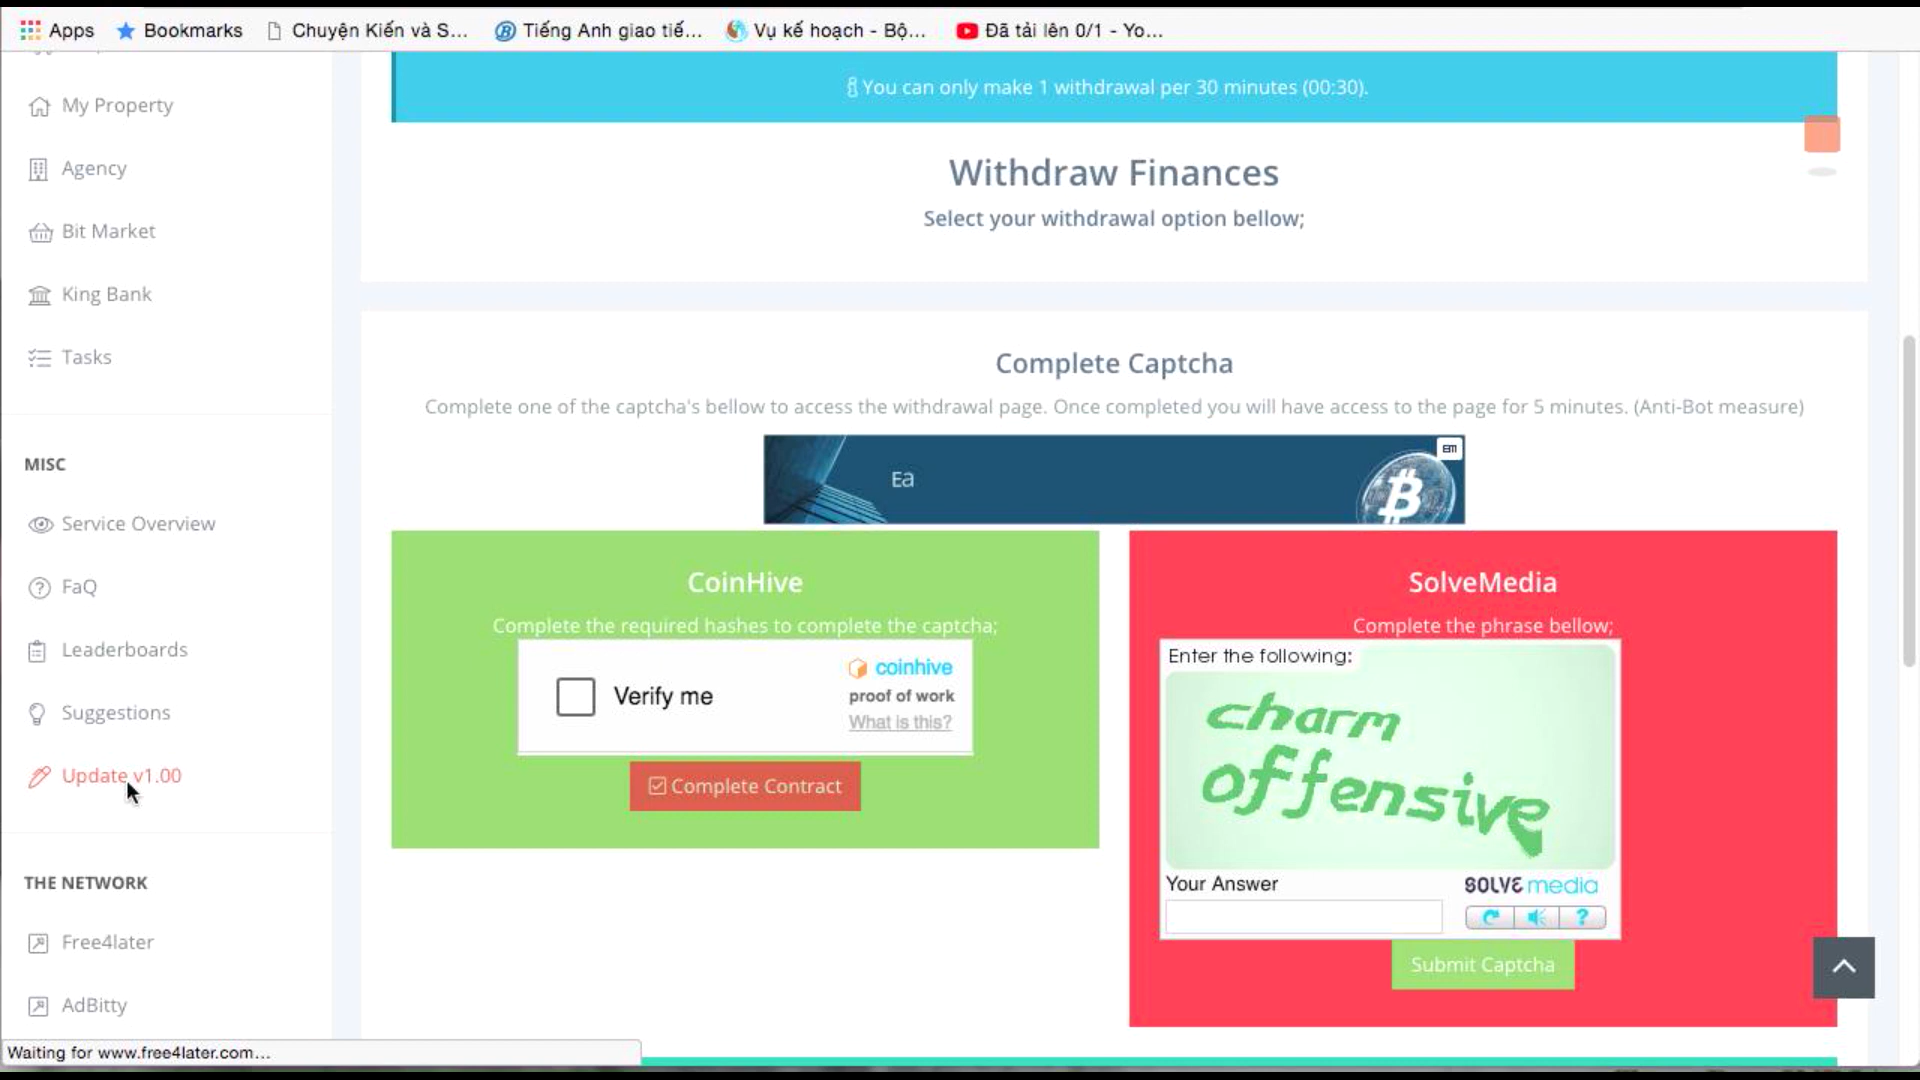 Apps Bookmarks Chuyện Kiến và S... Tiếng Anh giao tiế... Vụ kế hoạch - Bộ... Đã tải lên 0/1 - Yo...
My Property
Agency
Bit Market
King Bank
Tasks
MISC
Service Overview
FaQ
Leaderboards
Suggestions
Update v1.00
THE NETWORK
Free4later
AdBitty
You can only make 1 withdrawal per 30 minutes (00:30).
Withdraw Finances
Select your withdrawal option bellow;
Complete Captcha
Complete one of the captcha's bellow to access the withdrawal page. Once completed you will have access to the page for 5 minutes. (Anti-Bot measure)
Ea
CoinHive
Complete the required hashes to complete the captcha;
Verify me
coinhive
proof of work
What is this?
Complete Contract
SolveMedia
Complete the phrase bellow;
Enter the following:
charm
offensive
Your Answer
SOLVE media
Submit Captcha
Waiting for www.free4later.com...